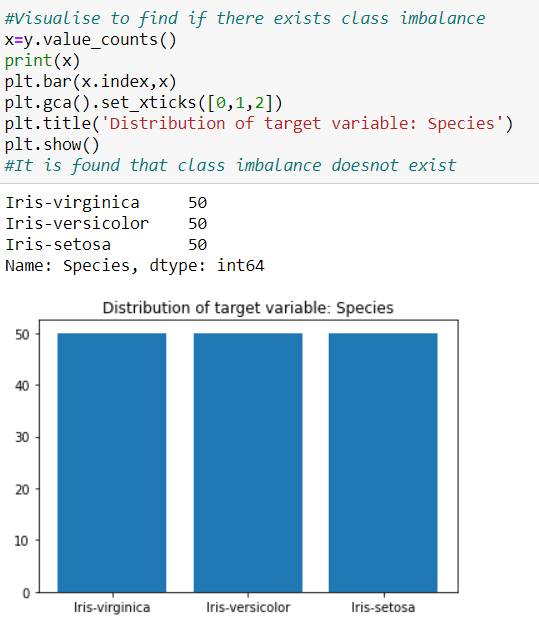 #Visualise to find if there exists class imbalance
x=y.value_counts()
print(x)
plt.bar(x.index,x)
plt.gca().set_xticks([0,1,2])
plt.title('Distribution of target variable: Species')
plt.show()
#It is found that class imbalance doesnot exist
Iris-virginica     50
Iris-versicolor    50
Iris-setosa        50
Name: Species, dtype: int64
Distribution of target variable: Species
50
40
30
20
10
0
Iris-virginica Iris-versicolor Iris-setosa